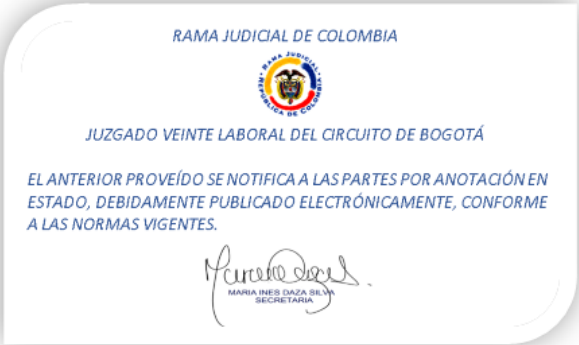 RAMA JUDICIAL DE COLOMBIA
RAMA JUDICIAL
REPUBLICA DE COLOMBIA
JUZGADO VEINTE LABORAL DEL CIRCUITO DE BOGOTÁ
EL ANTERIOR PROVEÍDO SE NOTIFICA A LAS PARTES POR ANOTACIÓN EN
ESTADO, DEBIDAMENTE PUBLICADO ELECTRÓNICAMENTE, CONFORME
A LAS NORMAS VIGENTES.
MARIA INES DAZA SILVA
SECRETARIA